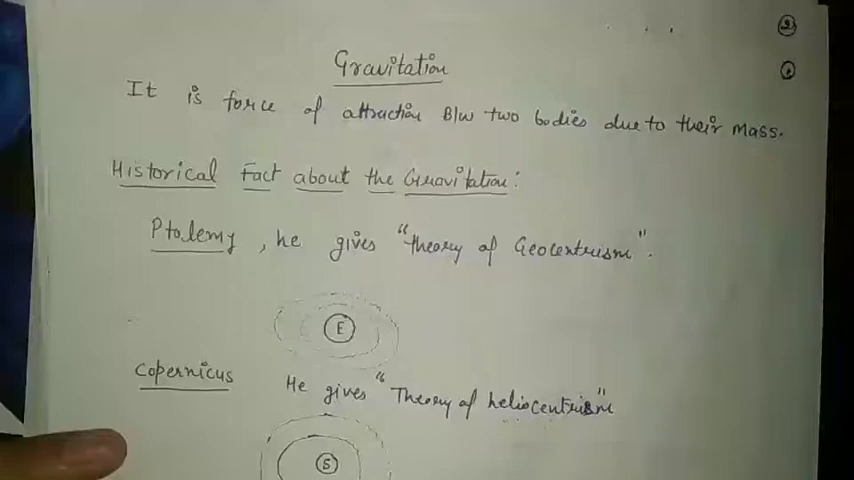 Gravitation
It is force of attraction B/w two bodies due to their Mass.
Historical Fact about the Gravitation:
Ptolemy, he gives "theory of Geocentrism".
E
Copernicus He gives "Theory of heliocentrism"
S